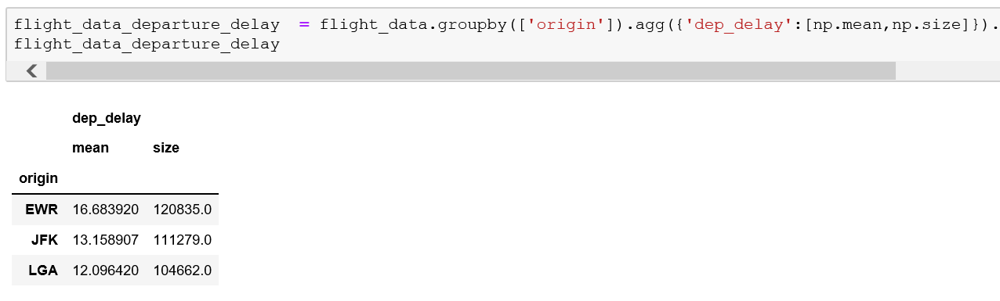 flight_data_departure_delay = flight_data.groupby(['origin']).agg({'dep_delay':[np.mean,np.size]}).
flight_data_departure_delay
dep_delay
mean size
origin
EWR 16.683920 120835.0
JFK 13.158907 111279.0
LGA 12.096420 104662.0